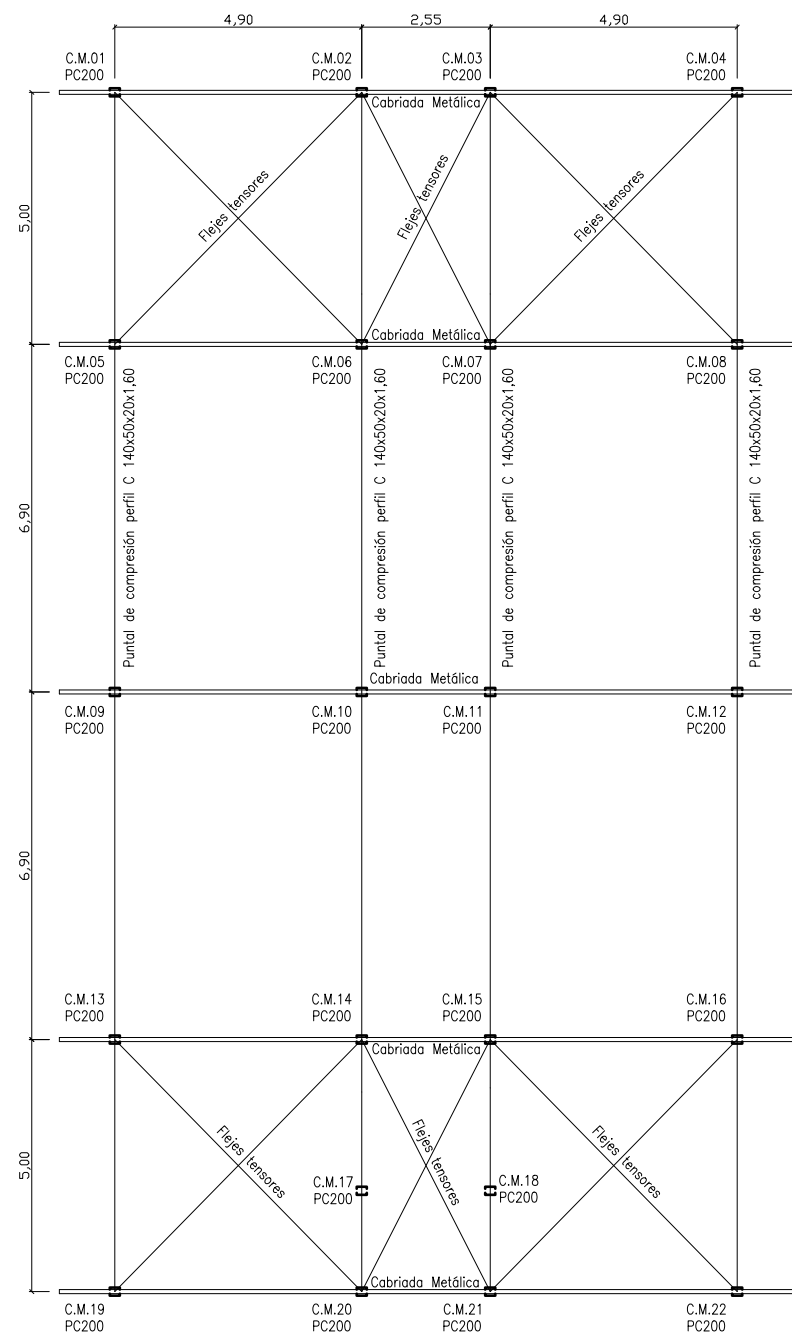 4,90
2,55
4,90
C.M.01
PC200
C.M.02
PC200
C.M.03
PC200
C.M.04
PC200
Cabriada Metálica
5,00
Flejes tensores
Flejes tensores
Flejes tensores
Cabriada Metálica
C.M.05
PC200
C.M.06
PC200
C.M.07
PC200
C.M.08
PC200
6,90
Puntal de compresión perfil C 140x50x20x1,60
Puntal de compresión perfil C 140x50x20x1,60
Puntal de compresión perfil C 140x50x20x1,60
Puntal de compresión perfil C 140x50x20x1,60
Cabriada Metálica
C.M.09
PC200
C.M.10
PC200
C.M.11
PC200
C.M.12
PC200
6,90
C.M.13
PC200
C.M.14
PC200
C.M.15
PC200
C.M.16
PC200
Cabriada Metálica
5,00
Flejes tensores
Flejes tensores
Flejes tensores
C.M.17
PC200
C.M.18
PC200
Cabriada Metálica
C.M.19
PC200
C.M.20
PC200
C.M.21
PC200
C.M.22
PC200